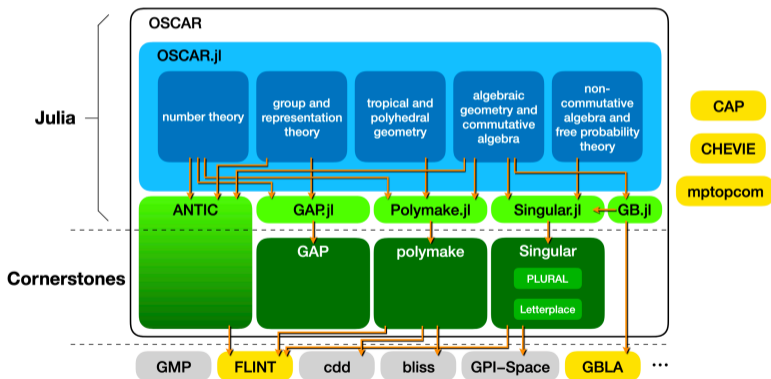 OSCAR
OSCAR.jl
Julia
number theory
group and
representation
theory
tropical and
polyhedral
geometry
algebraic
geometry and
commutative
algebra
non-
commutative
algebra and
free probability
theory
CAP
CHEVIE
mptopcom
ANTIC
GAP.jl
Polymake.jl
Singular.jl
GB.jl
Cornerstones
GAP
polymake
Singular
PLURAL
Letterplace
GMP
FLINT
cdd
bliss
GPI-Space
GBLA
...